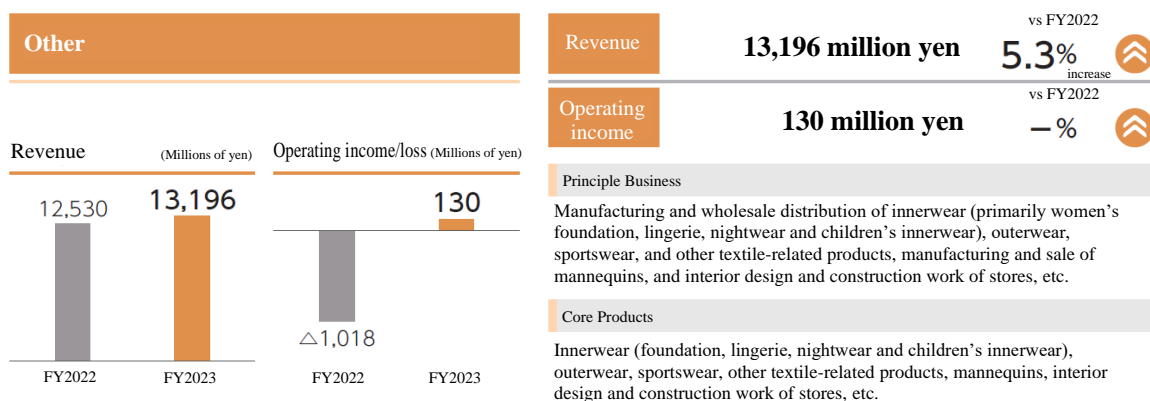 Other
Revenue (Millions of yen)
12,530
13,196
FY2022 FY2023
Operating income/loss (Millions of yen)
130
△1,018
FY2022 FY2023
Revenue
13,196 million yen
vs FY2022
5.3%
increase
Operating
income
130 million yen
vs FY2022
–%
Principle Business
Manufacturing and wholesale distribution of innerwear (primarily women’s
foundation, lingerie, nightwear and children’s innerwear), outerwear,
sportswear, and other textile-related products, manufacturing and sale of
mannequins, and interior design and construction work of stores, etc.
Core Products
Innerwear (foundation, lingerie, nightwear and children’s innerwear),
outerwear, sportswear, other textile-related products, mannequins, interior
design and construction work of stores, etc.